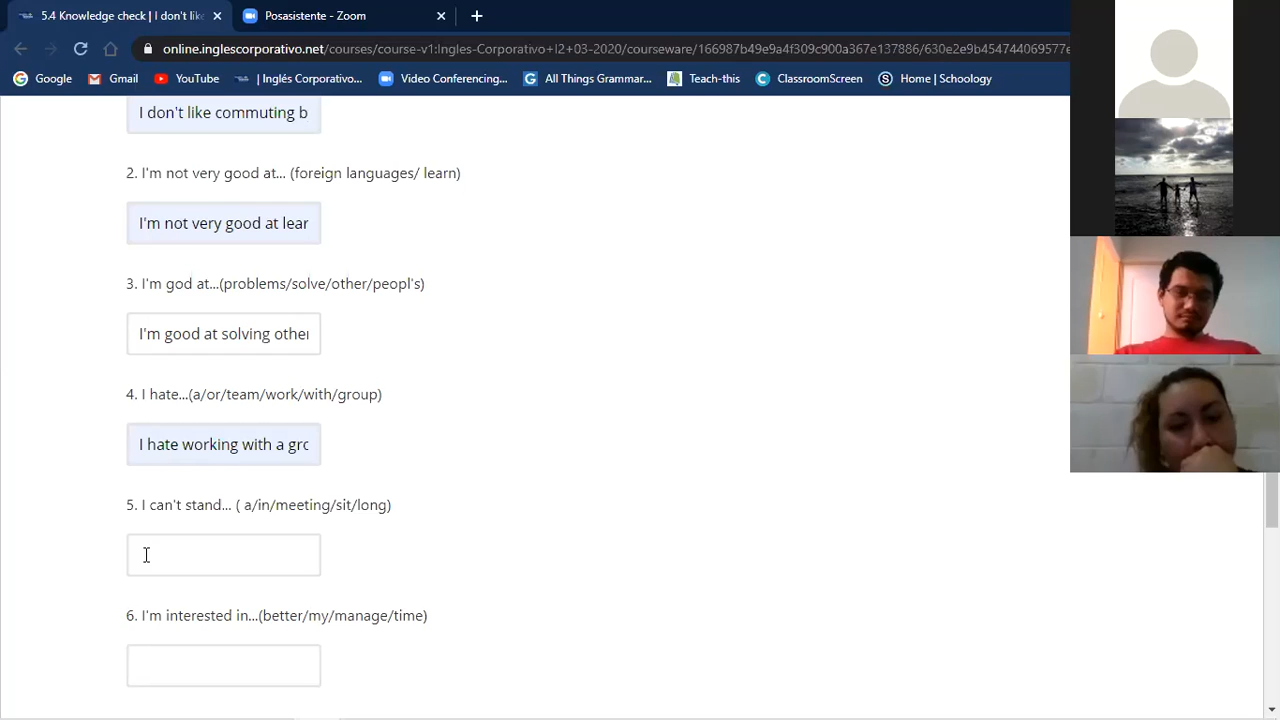 5.4 Knowledge check | I don't like
Posasistente - Zoom
online.inglescorporativo.net/courses/course-v1:Ingles-Corporativo+I2+03-2020/courseware/166987b49e9a4f309c900a367e137886/630e2e9b454744069577e
Google
Gmail
YouTube
| Inglés Corporativo...
Video Conferencing...
All Things Grammar...
Teach-this
ClassroomScreen
Home | Schoology
I don't like commuting b
2. I'm not very good at... (foreign languages/ learn)
I'm not very good at lear
3. I'm god at...(problems/solve/other/peopl's)
I'm good at solving other
4. I hate...(a/or/team/work/with/group)
I hate working with a gro
5. I can't stand... ( a/in/meeting/sit/long)
6. I'm interested in...(better/my/manage/time)